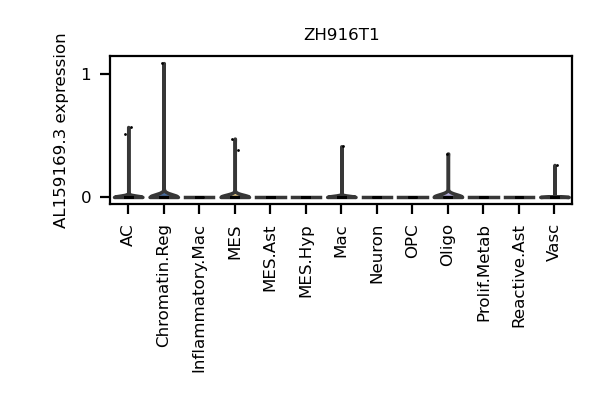 ZH916T1
AL159169.3 expression
1
0
AC
Chromatin.Reg
Inflammatory.Mac
MES
MES.Ast
MES.Hyp
Mac
Neuron
OPC
Oligo
Prolif.Metab
Reactive.Ast
Vasc